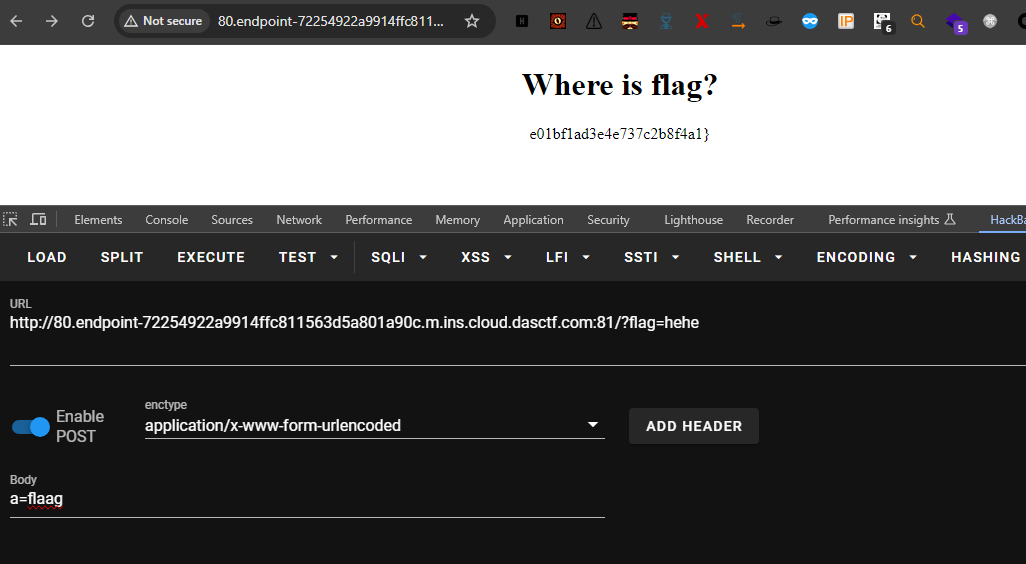 Not secure 80.endpoint-72254922a9914ffc811...
6
5
Where is flag?
e01bf1ad3e4e737c2b8f4a1}
Elements Console Sources Network Performance Memory Application Security Lighthouse Recorder Performance insights HackBa
LOAD SPLIT EXECUTE TEST SQLI XSS LFI SSTI SHELL ENCODING HASHING
URL
http://80.endpoint-72254922a9914ffc811563d5a801a90c.m.ins.cloud.dasctf.com:81/?flag=hehe
Enable
POST
enctype
application/x-www-form-urlencoded
ADD HEADER
Body
a=flaag